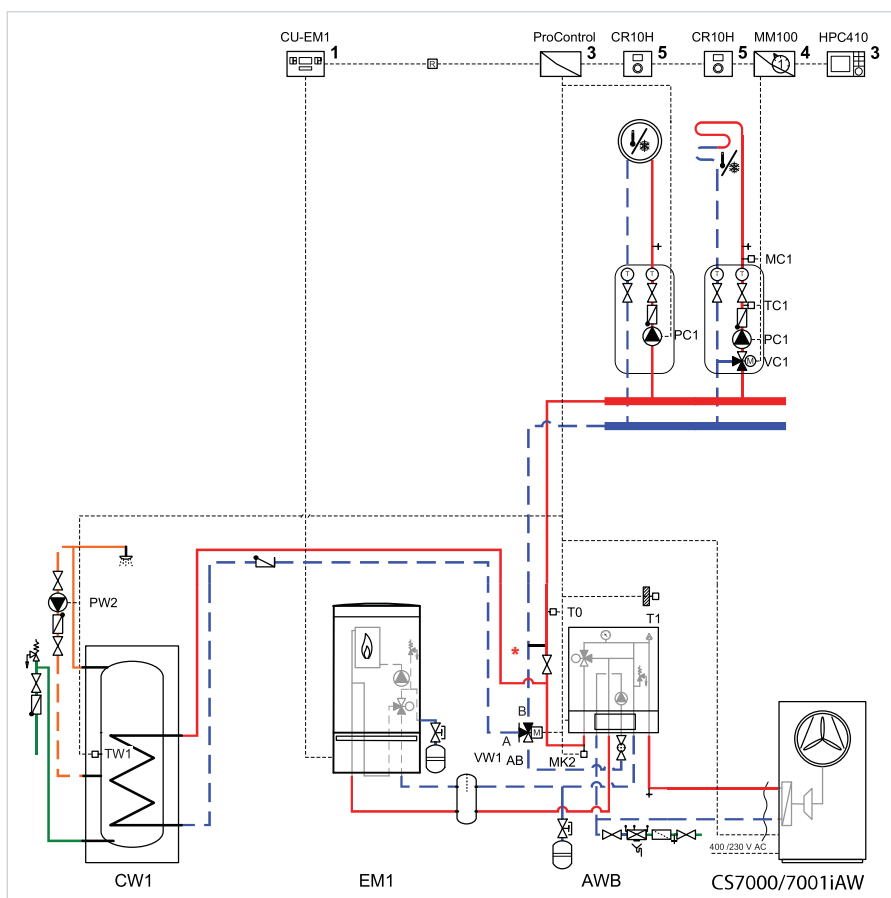 CU-EM1 ProControl CR10H CR10H MM100 HPC410
1 3 5 5 4 3
R
1
T T T T
MC1
TC1
PC1 PC1
M VC1
PW2
T0 T1
*
B
A M
TW1 VW1 AB MK2
400 /230 V AC
CW1 EM1 AWB CS7000/7001iAW